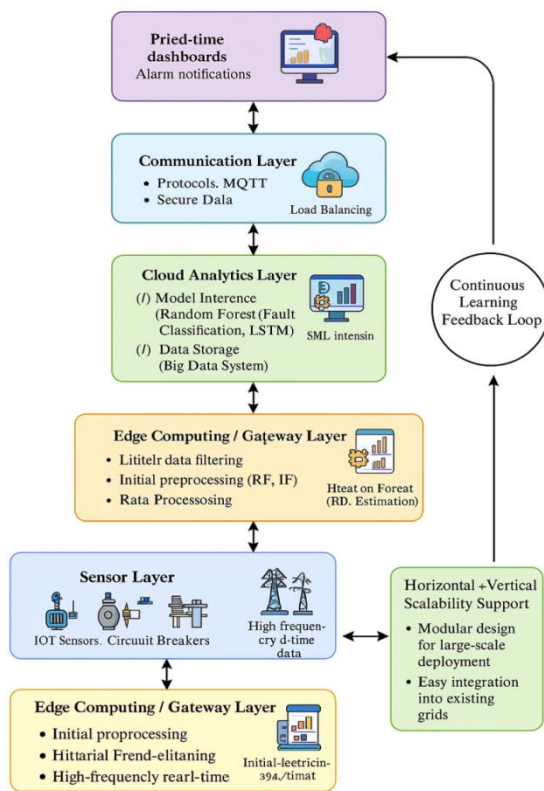 Pried-time
dashboards
Alarm notifications
Communication Layer
• Protocols. MQTT
• Secure Dala
Load Balancing
Cloud Analytics Layer
(/) Model Interence
(Random Forest (Fault
Classification, LSTM)
(/) Data Storage
(Big Data System)
SML intensin
Continuous
Learning
Feedback Loop
Edge Computing / Gateway Layer
• Lititelr data filtering
• Initial preprocessing (RF, IF)
• Rata Processosing
Hteat on Foreat
(RD. Estimation)
Sensor Layer
IOT Sensors. Circuuit Breakers
High frequen-
cry d-time
data
Horizontal +Vertical
Scalability Support
• Modular design
for large-scale
deployment
• Easy integration
into existing
grids
Edge Computing / Gateway Layer
• Initial proprocessing
• Hittarial Frend-elitaning
• High-frequencly rearl-time
Initial-leetricin-
39d./timat